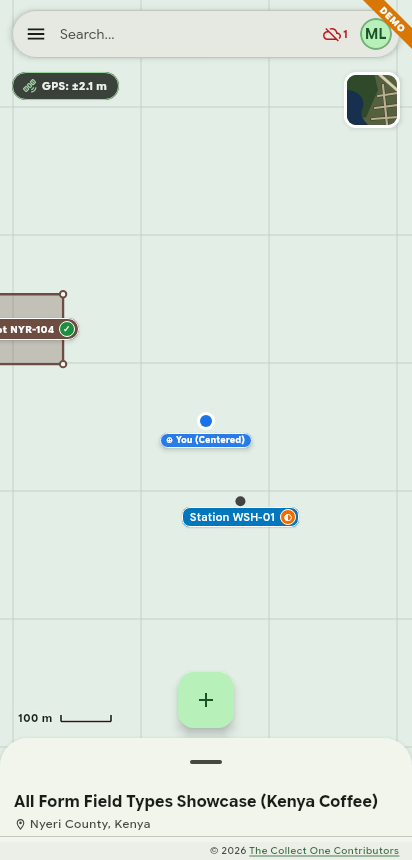 DEMO
Search...
1
ML
GPS: ±2.1 m
ot NYR-104
You (Centered)
Station WSH-01
100 m
All Form Field Types Showcase (Kenya Coffee)
Nyeri County, Kenya
© 2026 The Collect One Contributors